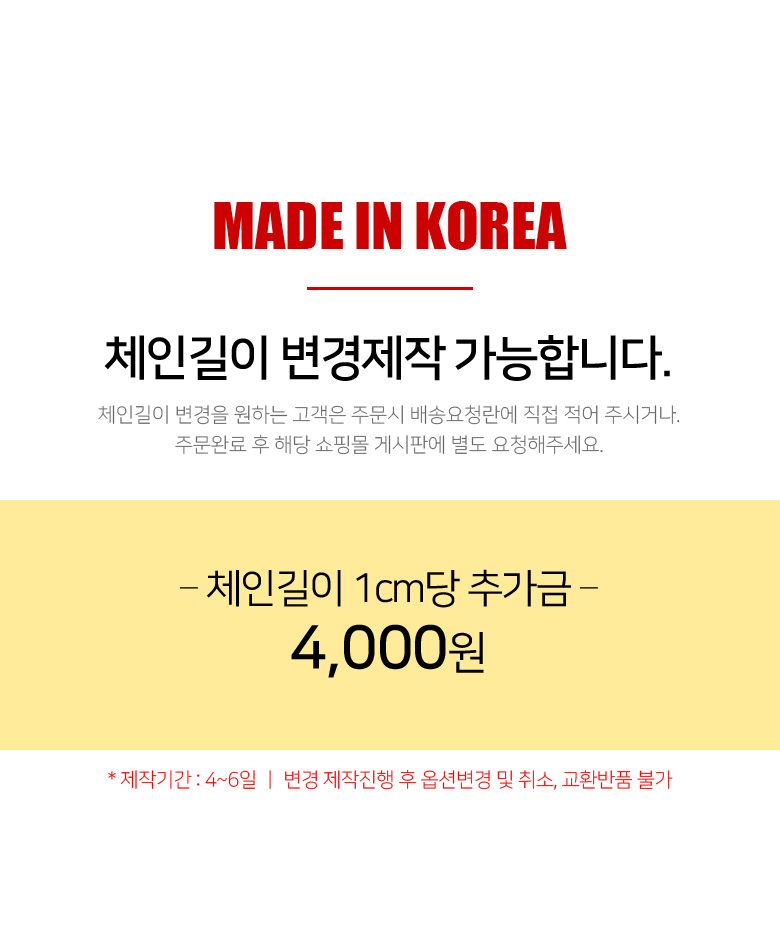 MADE IN KOREA
체인길이 변경제작 가능합니다.
체인길이 변경을 원하는 고객은 주문시 배송요청란에 직접 적어 주시거나.
주문완료 후 해당 쇼핑몰 게시판에 별도 요청해주세요.
– 체인길이 1cm당 추가금 –
4,000원
* 제작기간 : 4~6일 ㅣ 변경 제작진행 후 옵션변경 및 취소, 교환반품 불가